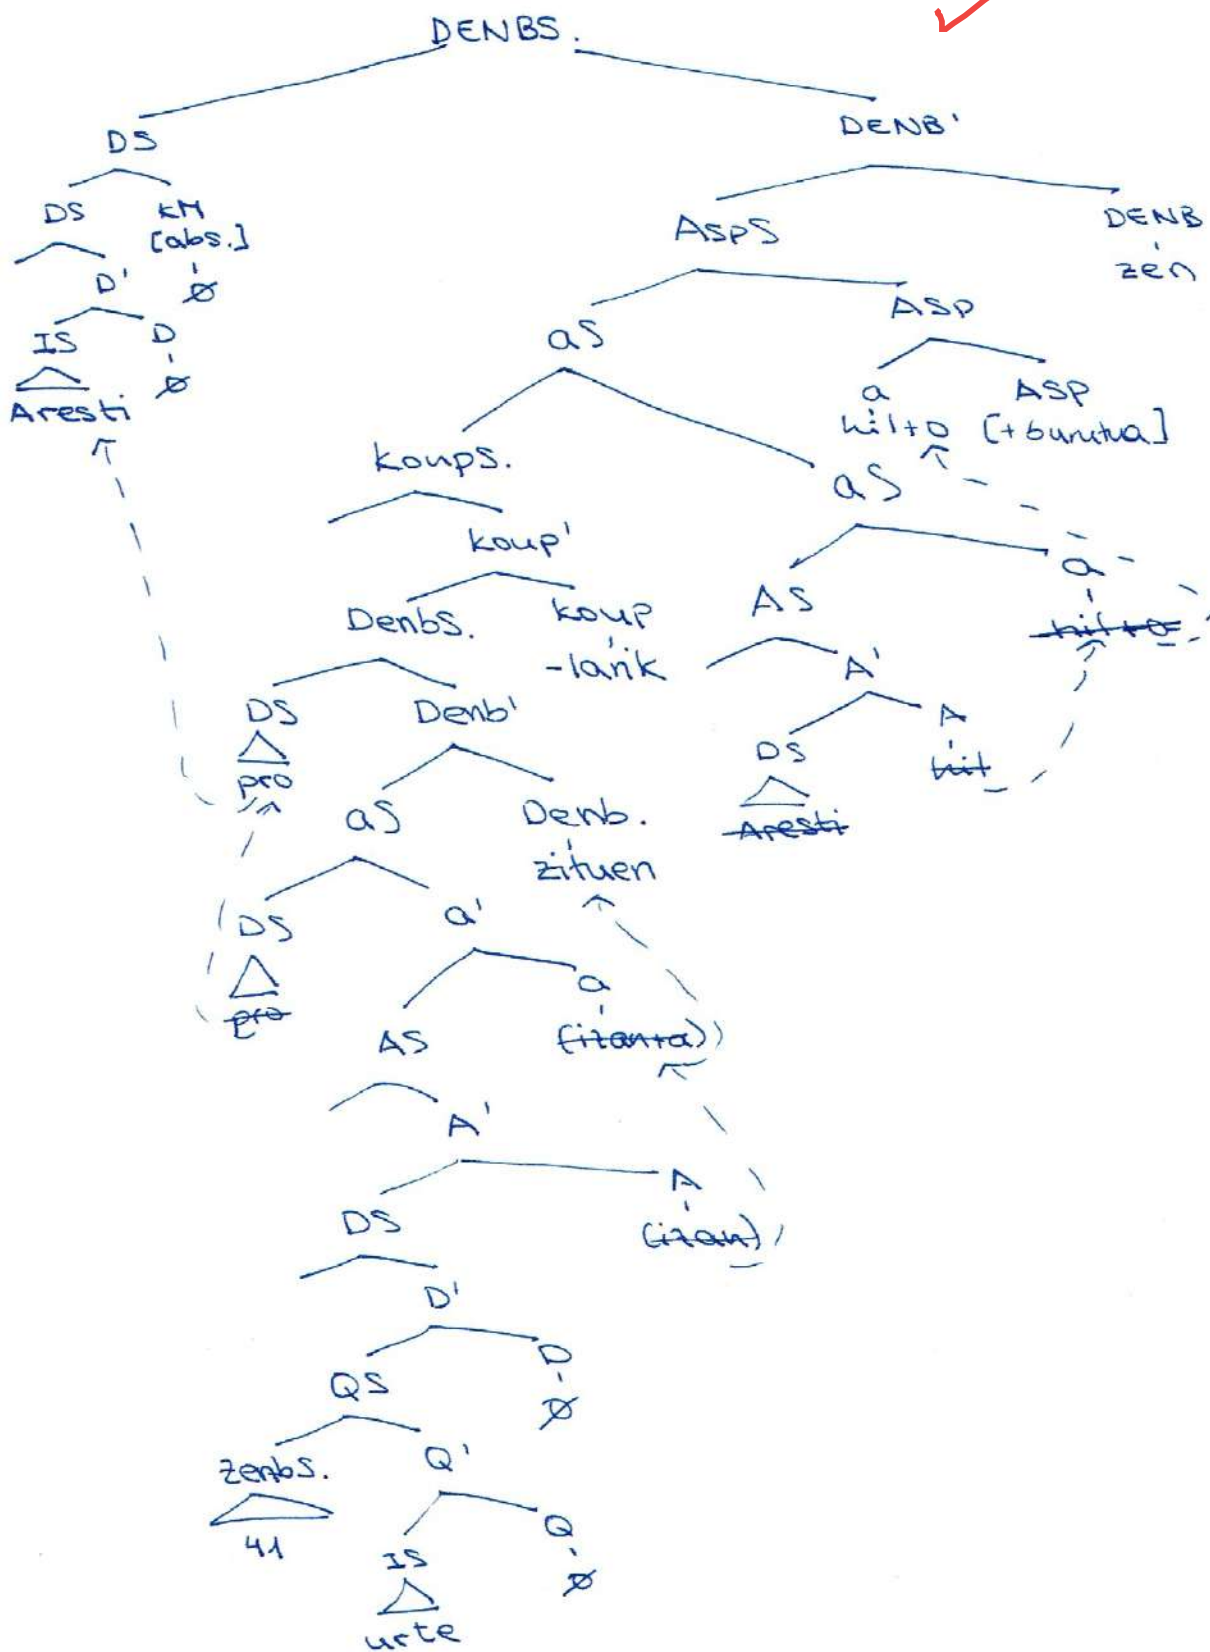 DENBS.
DS DENB'
DS KM AspS DENB
[abs.] zen
D' ∅
IS D aS Asp
∅ a Asp
Aresti hil+∅ [+burutua]
KoupS. aS
Koup' a
DenbS. Koup AS hil+∅
-larik A'
DS Denb' A
pro DS hil
aS Denb. Aresti
zituen
DS a'
a
pro (izan+a)
AS
A'
A
DS (izan)
D'
D
QS ∅
ZenbS. Q'
Q
41 IS ∅
urte